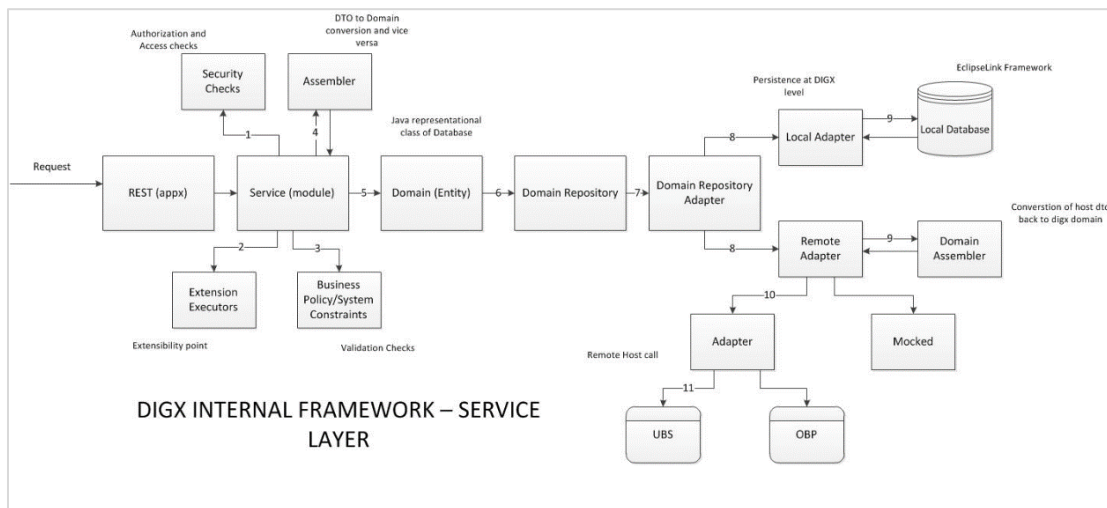 DTO to Domain
conversion and vice
versa
Authorization and
Access checks
Security
Checks
Assembler
EclipseLink Framework
Persistence at DIGX
level
Local Adapter
9
Local Database
1
4
Java representational
class of Database
8
Request
REST (appx)
Service (module)
5
Domain (Entity)
6
Domain Repository
7
Domain Repository
Adapter
Converstion of host dto
back to digx domain
8
Remote
Adapter
9
Domain
Assembler
2
3
Extension
Executors
Business
Policy/System
Constraints
10
Extensibility point
Validation Checks
Adapter
Mocked
Remote Host call
11
DIGX INTERNAL FRAMEWORK – SERVICE
LAYER
UBS
OBP